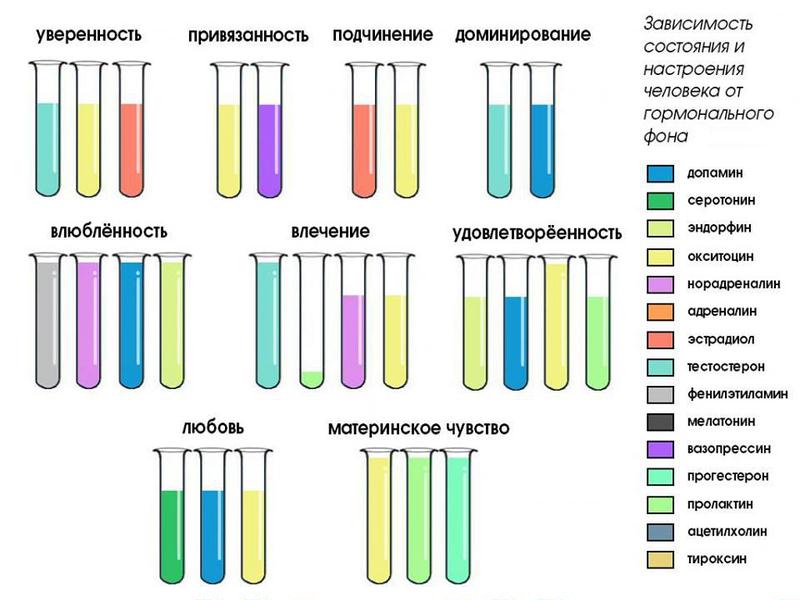 уверенность
привязанность
подчинение
доминирование
Зависимость
состояния и
настроения
человека от
гормонального
фона
влюблённость
влечение
удовлетворёенность
любовь
материнское чувство
допамин
серотонин
эндорфин
окситоцин
норадреналин
адреналин
эстрадиол
тестостерон
фенилэтиламин
мелатонин
вазопрессин
прогестерон
пролактин
ацетилхолин
тироксин